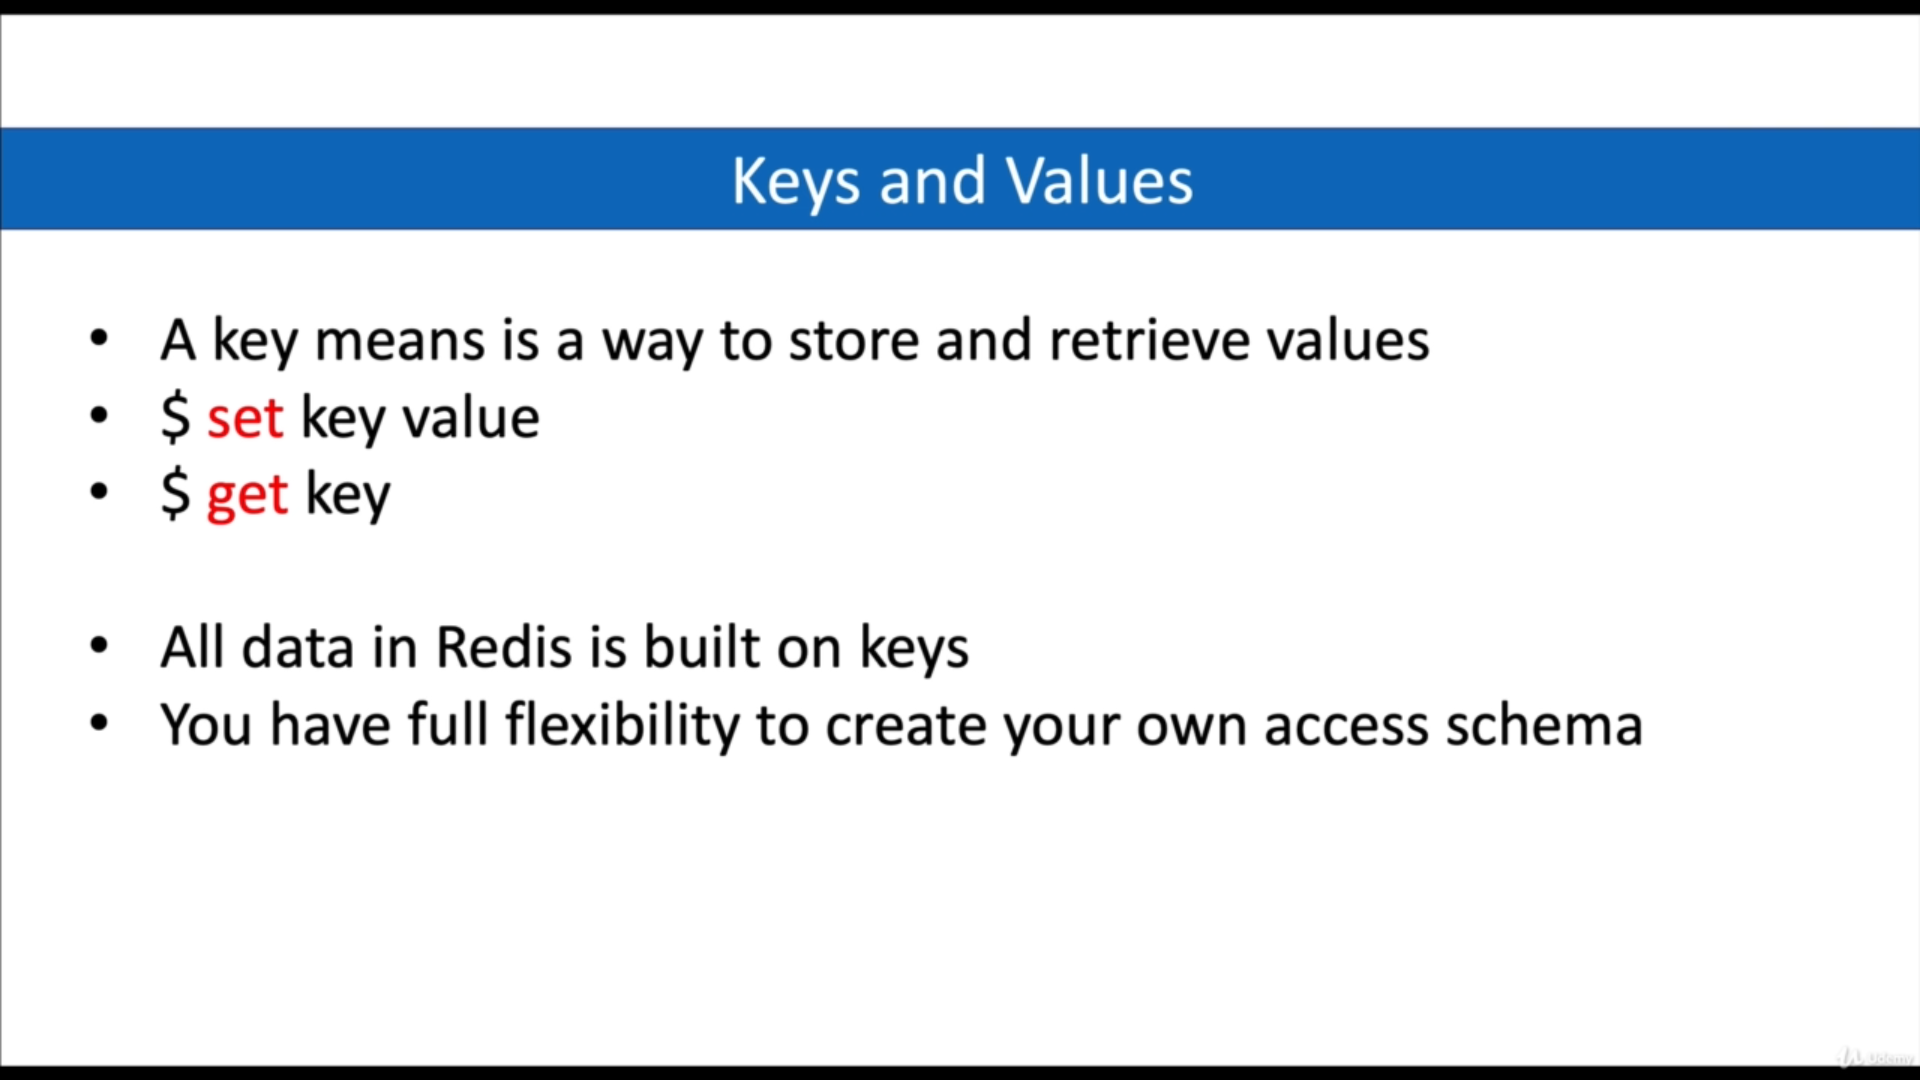 Keys and Values
• A key means is a way to store and retrieve values
• $ set key value
• $ get key
• All data in Redis is built on keys
• You have full flexibility to create your own access schema
Udemy